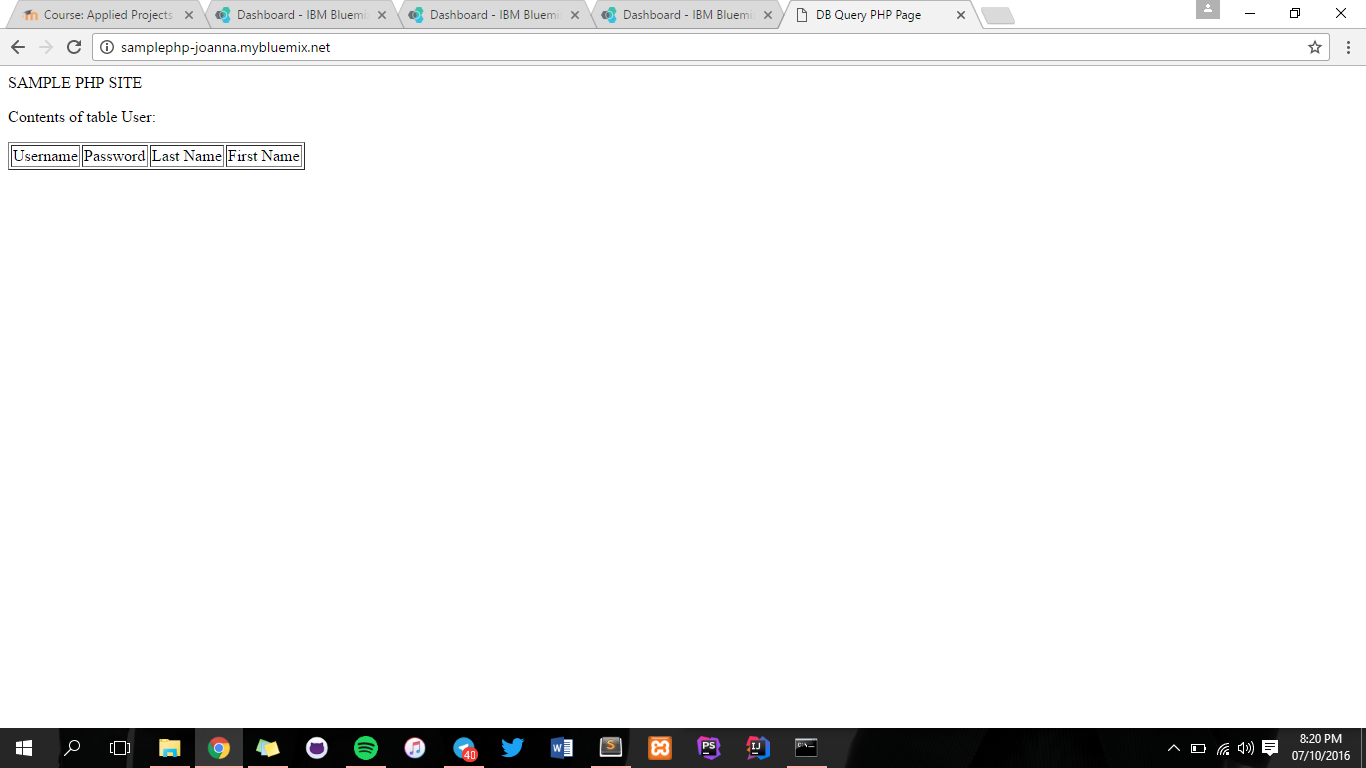 Course: Applied Projects
Dashboard - IBM Bluemi
Dashboard - IBM Bluemi
Dashboard - IBM Bluemi
DB Query PHP Page
samplephp-joanna.mybluemix.net
SAMPLE PHP SITE
Contents of table User:
Username Password Last Name First Name
40
PS
IJ
8:20 PM
07/10/2016